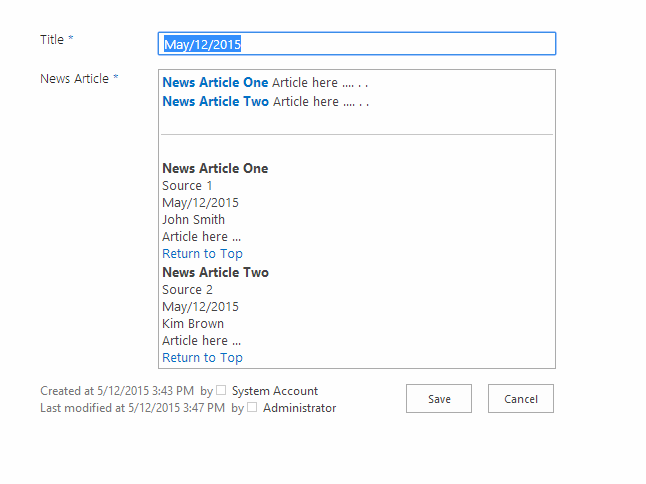 Title *
May/12/2015
News Article *
News Article One Article here .... . .
News Article Two Article here .... . .
News Article One
Source 1
May/12/2015
John Smith
Article here ...
Return to Top
News Article Two
Source 2
May/12/2015
Kim Brown
Article here ...
Return to Top
Created at 5/12/2015 3:43 PM by System Account
Last modified at 5/12/2015 3:47 PM by Administrator
Save
Cancel